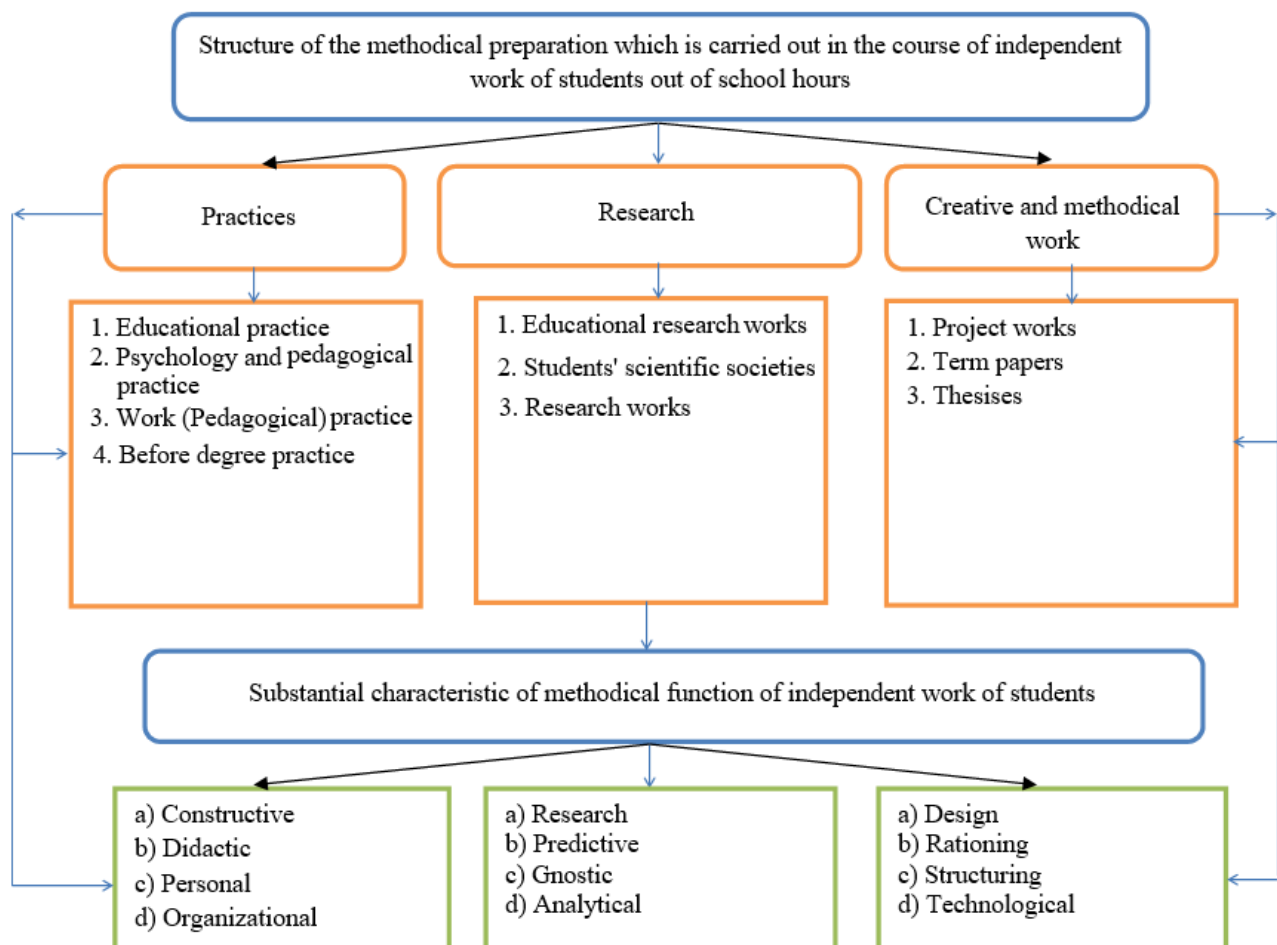 Structure of the methodical preparation which is carried out in the course of independent
work of students out of school hours
Practices
Research
Creative and methodical
work
1. Educational practice
2. Psychology and pedagogical
practice
3. Work (Pedagogical) practice
4. Before degree practice
1. Educational research works
2. Students' scientific societies
3. Research works
1. Project works
2. Term papers
3. Thesises
Substantial characteristic of methodical function of independent work of students
a) Constructive
b) Didactic
c) Personal
d) Organizational
a) Research
b) Predictive
c) Gnostic
d) Analytical
a) Design
b) Rationing
c) Structuring
d) Technological